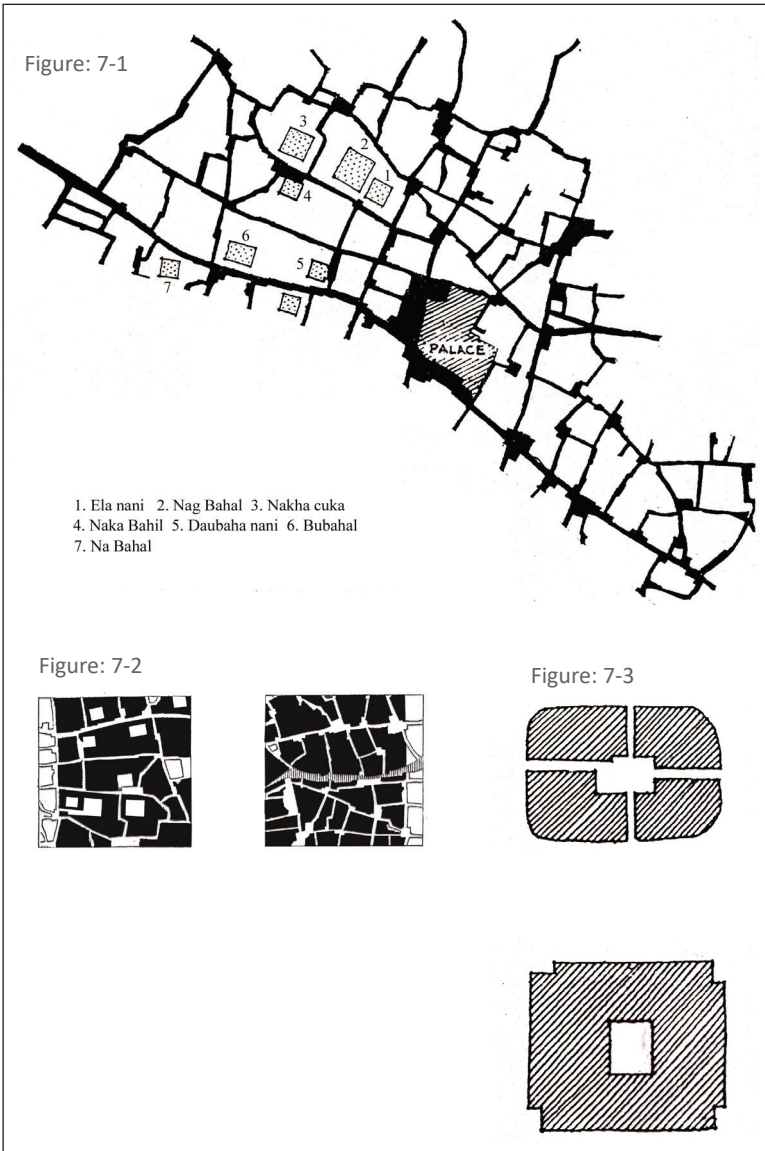 Figure: 7-1
3
2
1
4
6
5
7
PALACE
1. Ela nani 2. Nag Bahal 3. Nakha cuka
4. Naka Bahil 5. Daubaha nani 6. Bubahal
7. Na Bahal
Figure: 7-2
Figure: 7-3